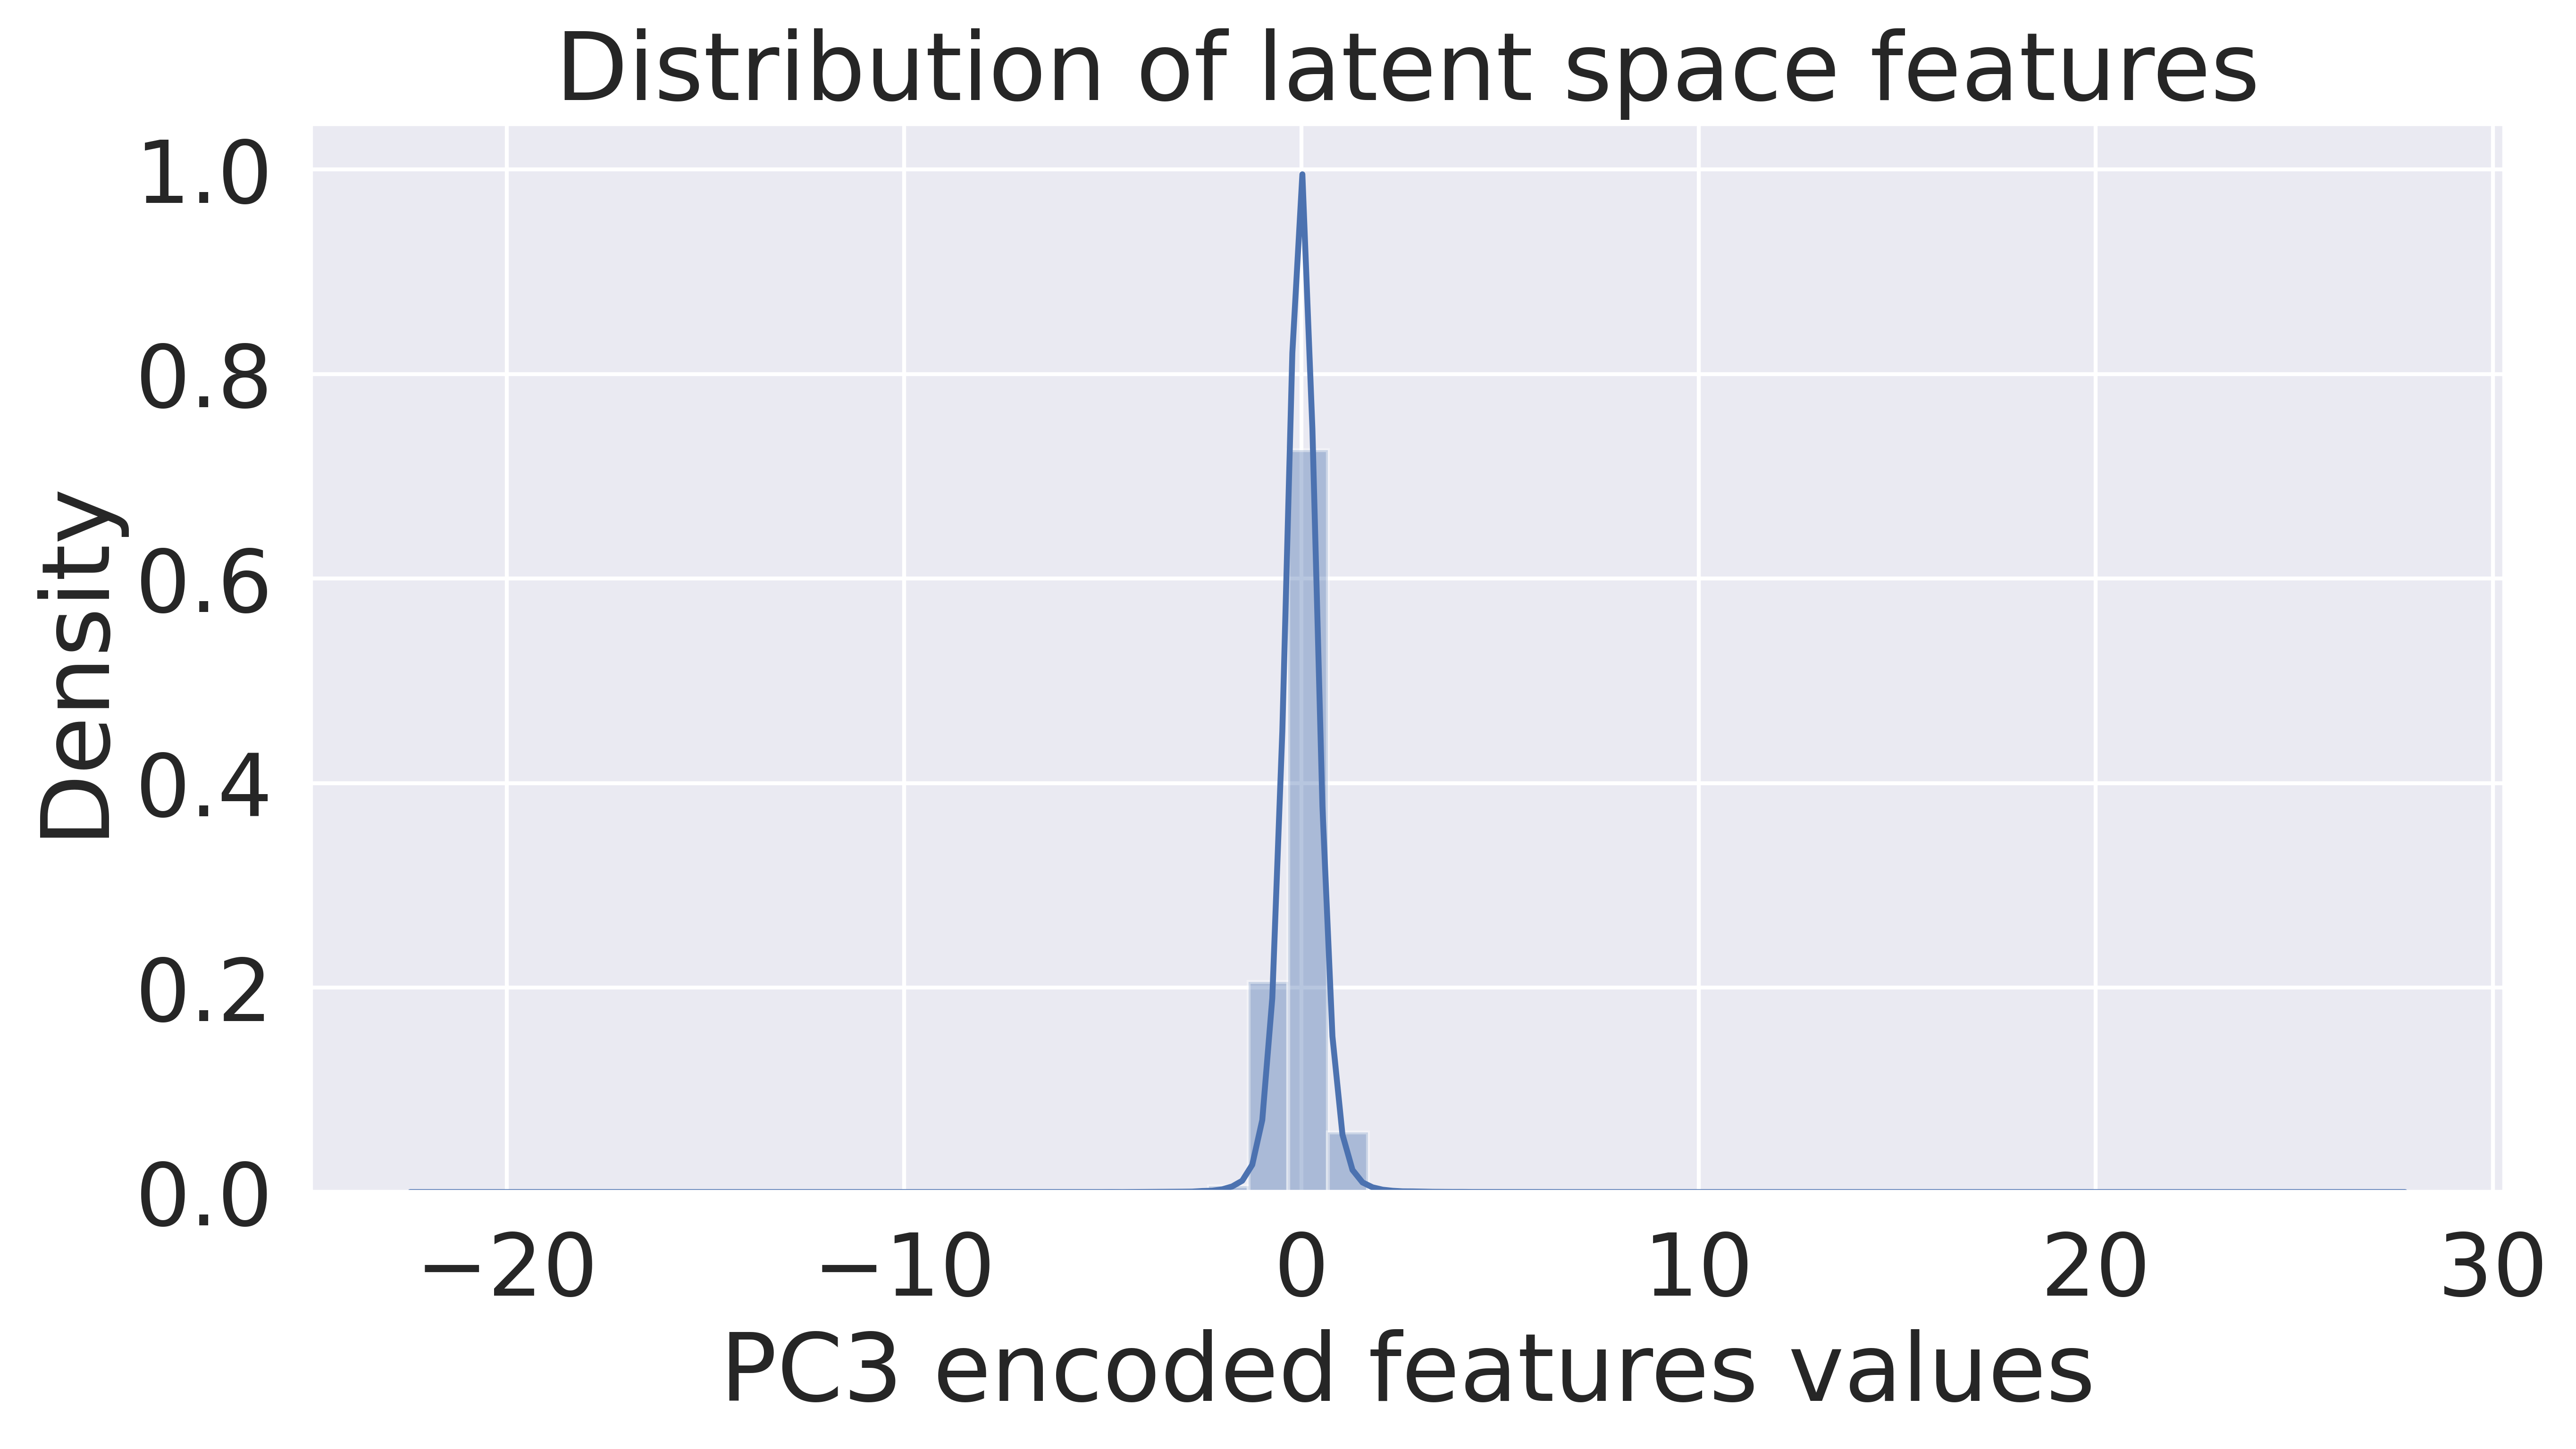 Distribution of latent space features
1.0
0.8
0.6
0.4
0.2
0.0
Density
−20 −10 0 10 20 30
PC3 encoded features values